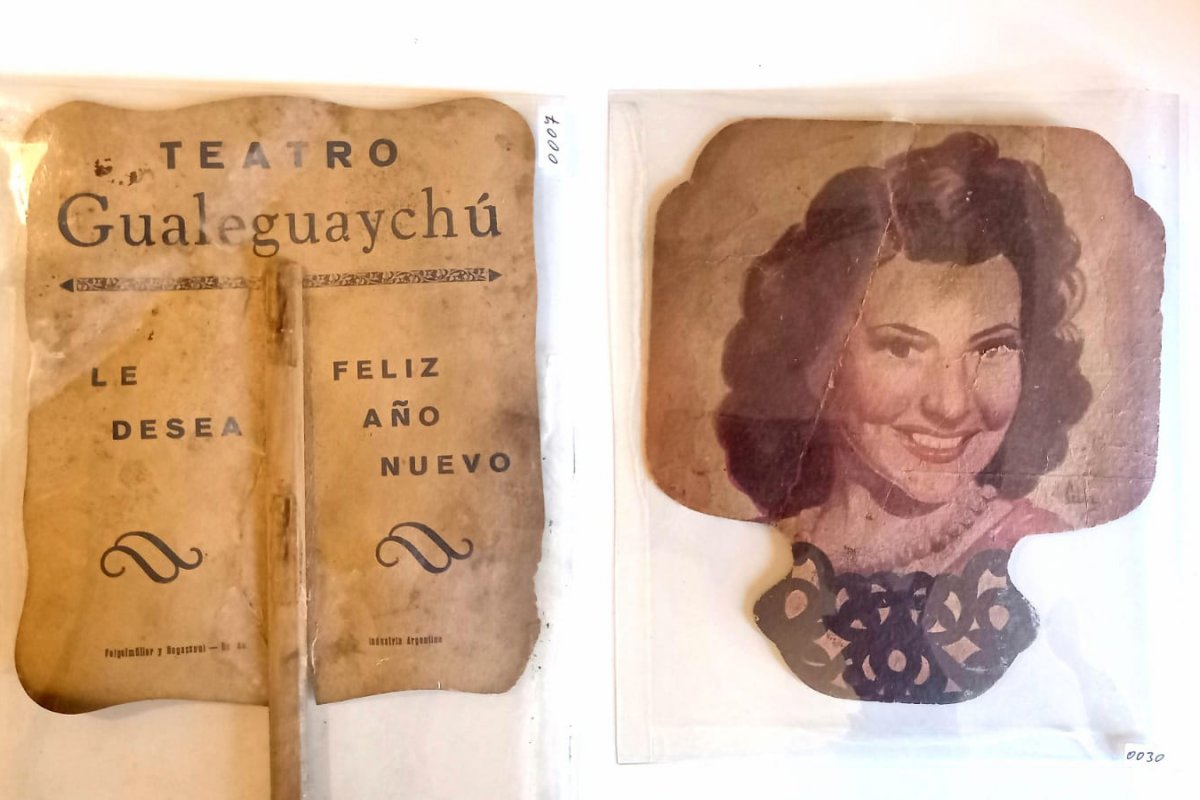 TEATRO
Gualeguaychú
LE
DESEA
FELIZ
AÑO
NUEVO
y
Industria Argentina
0007
0030